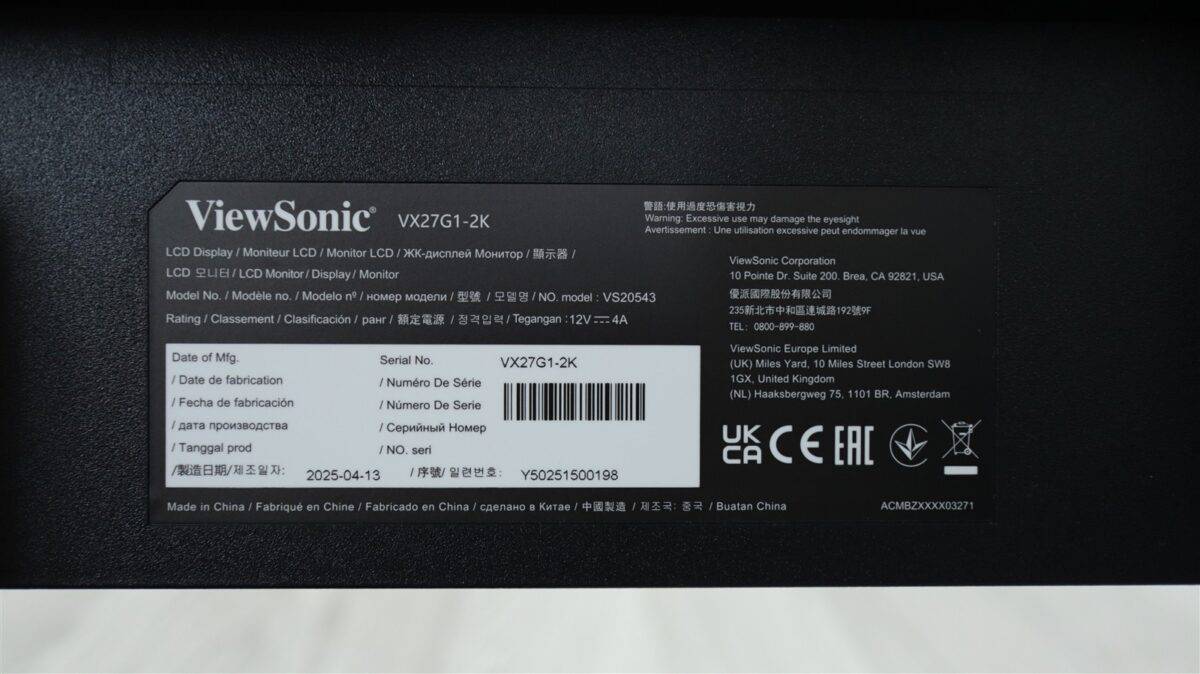 ViewSonic® VX27G1-2K
LCD Display / Moniteur LCD / Monitor LCD / ЖК-дисплей Монитор / 顯示器 /
LCD 모니터 / LCD Monitor / Display / Monitor
Model No. / Modèle no. / Modelo nº / номер модели / 型號 / 모델명 / NO. model : VS20543
Rating / Classement / Clasificación / ранг / 額定電源 / 정격입력 / Tegangan :12V⎓4A
Date of Mfg.
/ Date de fabrication
/ Fecha de fabricación
/ дата производства
/ Tanggal prod
/製造日期/제조일자: 2025-04-13
Serial No. VX27G1-2K
/ Numéro De Série
/ Número De Serie
/ Серийный Номер
/ NO. seri
/ 序號/ 일련번호: Y50251500198
Made in China / Fabriqué en Chine / Fabricado en China / сделано в Китае / 中國製造 / 제조국: 중국 / Buatan China
警語:使用過度恐傷害視力
Warning: Excessive use may damage the eyesight
Avertissement : Une utilisation excessive peut endommager la vue
ViewSonic Corporation
10 Pointe Dr. Suite 200. Brea, CA 92821, USA
優派國際股份有限公司
235新北市中和區連城路192號9F
TEL: 0800-899-880
ViewSonic Europe Limited
(UK) Miles Yard, 10 Miles Street London SW8
1GX, United Kingdom
(NL) Haaksbergweg 75, 1101 BR, Amsterdam
UK
CA CE EAC
ACMBZXXXX03271